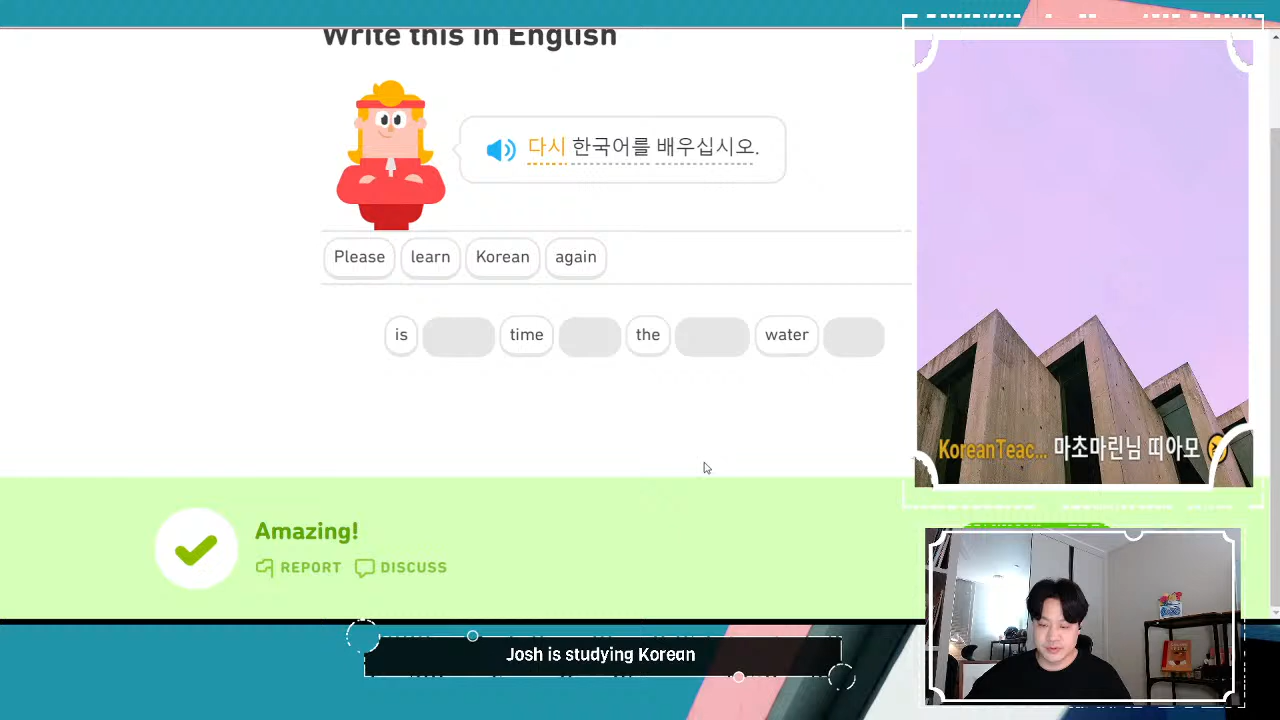 Write this in English
다시 한국어를 배우십시오.
Please learn Korean again
is time the water
KoreanTeac... 마초마린님 띠아모
Amazing!
REPORT DISCUSS
Josh is studying Korean